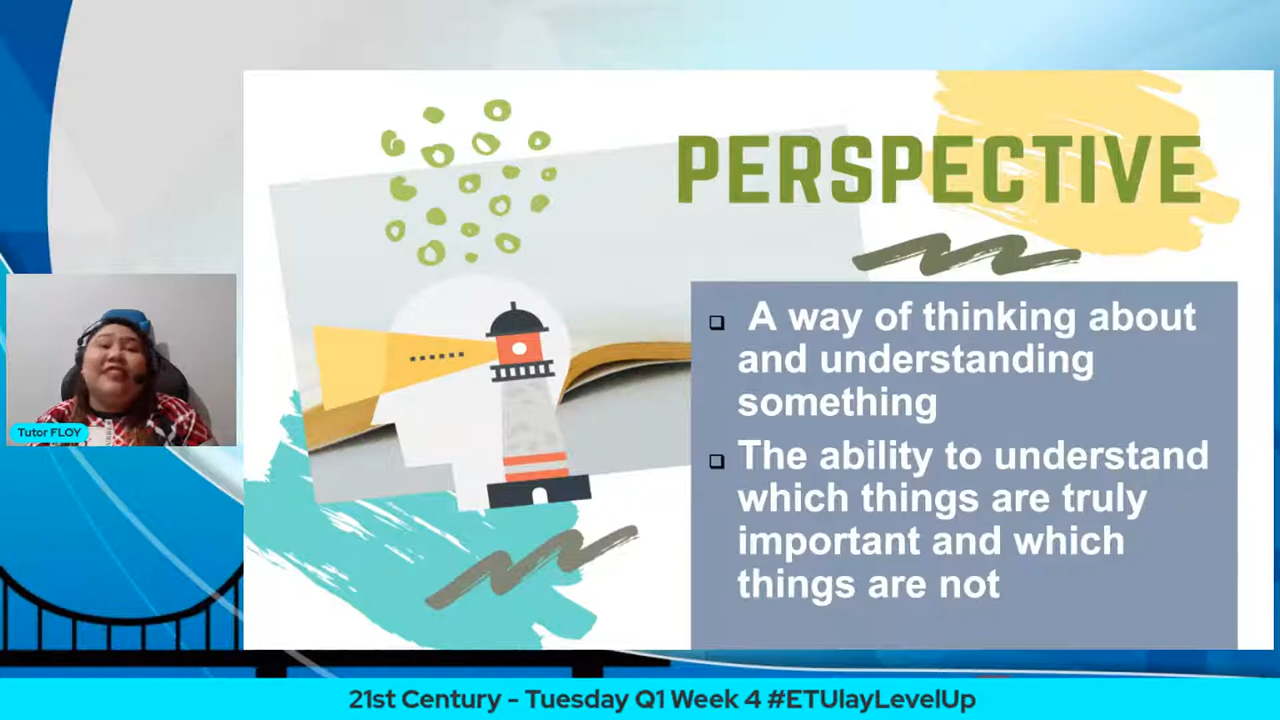 PERSPECTIVE
A way of thinking about
and understanding
something
The ability to understand
which things are truly
important and which
things are not
Tutor FLOY
21st Century - Tuesday Q1 Week 4 #ETUlayLevelUp